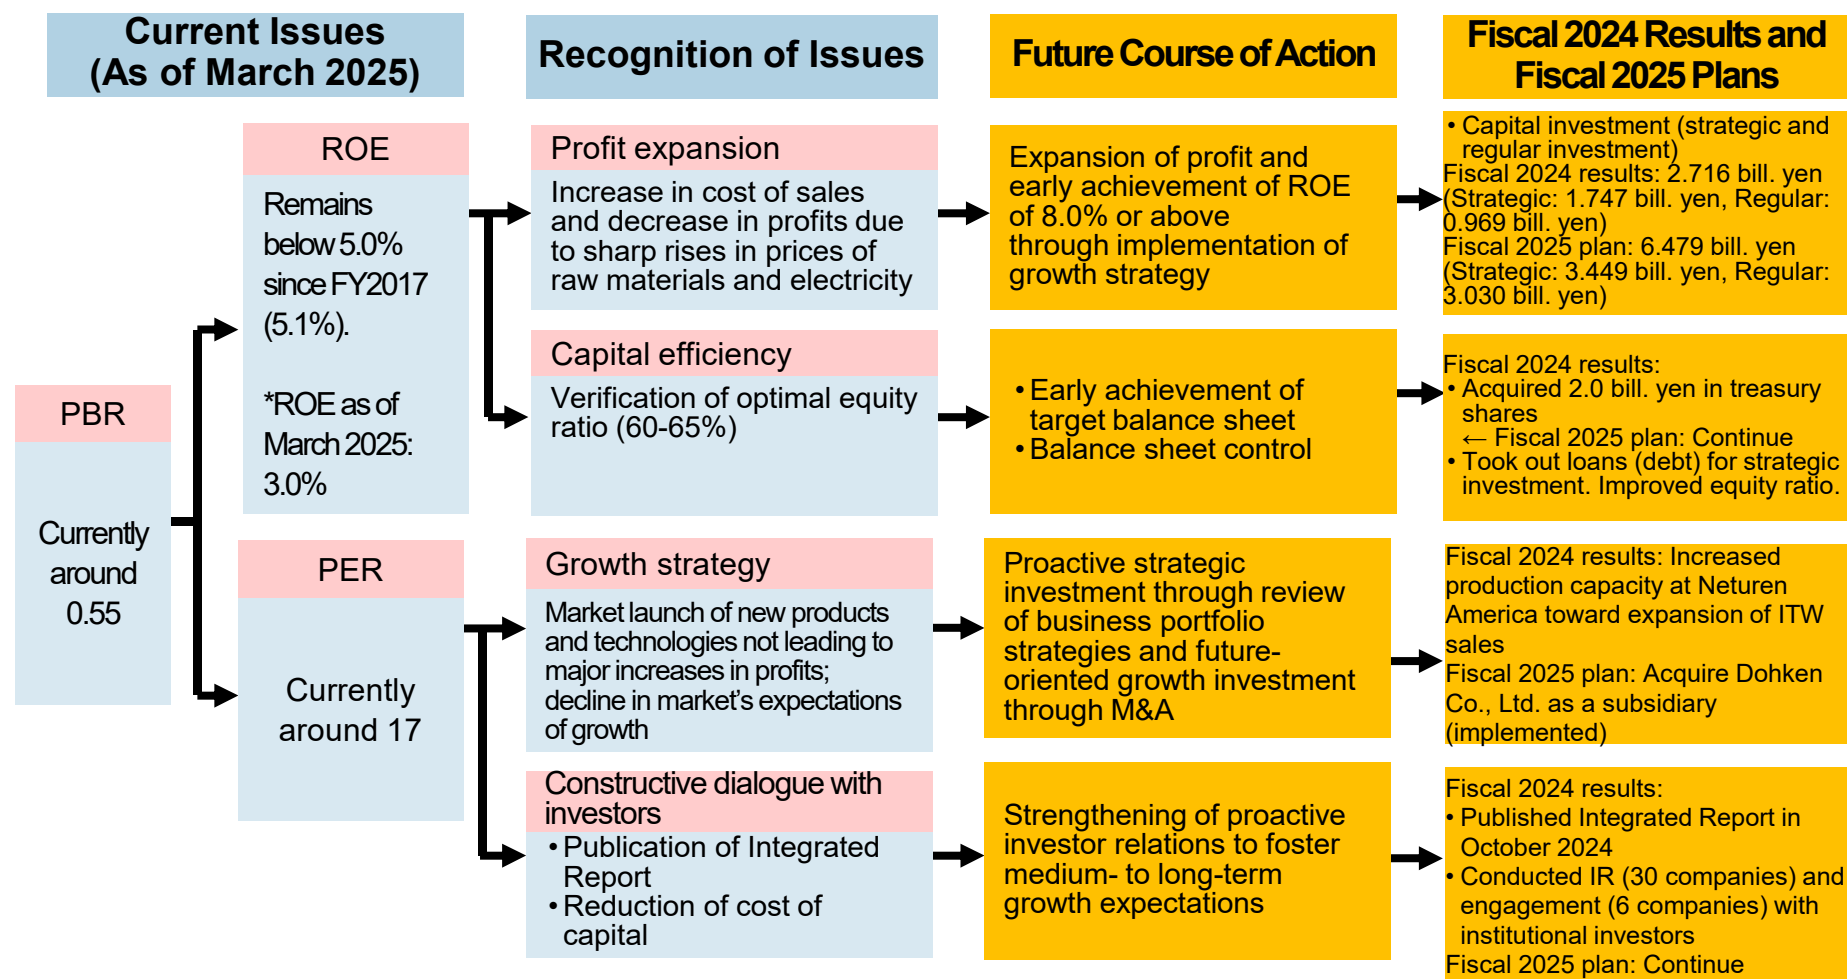 Current Issues
(As of March 2025)
Recognition of Issues
Future Course of Action
Fiscal 2024 Results and
Fiscal 2025 Plans
PBR
Currently
around
0.55
ROE
Remains
below 5.0%
since FY2017
(5.1%).
*ROE as of
March 2025:
3.0%
Profit expansion
Increase in cost of sales
and decrease in profits due
to sharp rises in prices of
raw materials and electricity
Expansion of profit and
early achievement of ROE
of 8.0% or above
through implementation of
growth strategy
• Capital investment (strategic and
regular investment)
Fiscal 2024 results: 2.716 bill. yen
(Strategic: 1.747 bill. yen, Regular:
0.969 bill. yen)
Fiscal 2025 plan: 6.479 bill. yen
(Strategic: 3.449 bill. yen, Regular:
3.030 bill. yen)
Capital efficiency
Verification of optimal equity
ratio (60-65%)
• Early achievement of
target balance sheet
• Balance sheet control
Fiscal 2024 results:
• Acquired 2.0 bill. yen in treasury
shares
← Fiscal 2025 plan: Continue
• Took out loans (debt) for strategic
investment. Improved equity ratio.
PER
Currently
around 17
Growth strategy
Market launch of new products
and technologies not leading to
major increases in profits;
decline in market’s expectations
of growth
Proactive strategic
investment through review
of business portfolio
strategies and future-
oriented growth investment
through M&A
Fiscal 2024 results: Increased
production capacity at Neturen
America toward expansion of ITW
sales
Fiscal 2025 plan: Acquire Dohken
Co., Ltd. as a subsidiary
(implemented)
Constructive dialogue with
investors
• Publication of Integrated
Report
• Reduction of cost of
capital
Strengthening of proactive
investor relations to foster
medium- to long-term
growth expectations
Fiscal 2024 results:
• Published Integrated Report in
October 2024
• Conducted IR (30 companies) and
engagement (6 companies) with
institutional investors
Fiscal 2025 plan: Continue